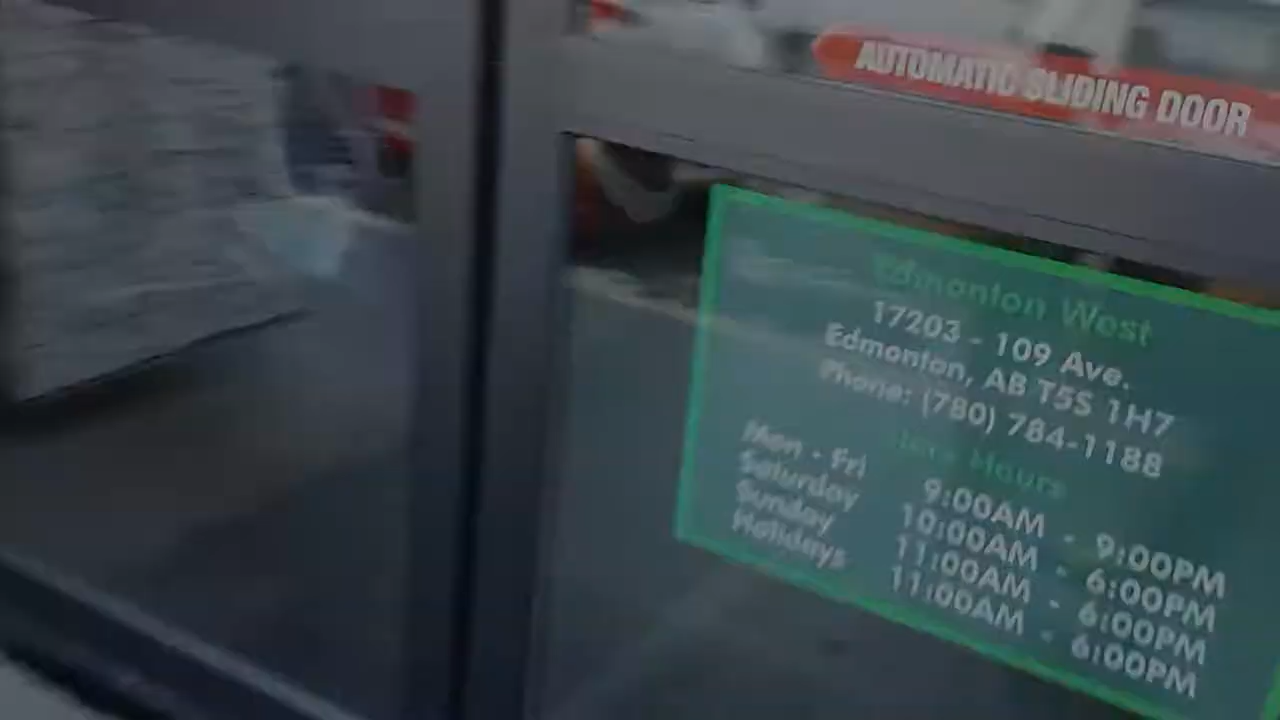 AUTOMATIC SLIDING DOOR
Edmonton West
17203 - 109 Ave.
Edmonton, AB T5S 1H7
Phone: (780) 784-1188
Store Hours
Mon - Fri 9:00AM - 9:00PM
Saturday 10:00AM - 6:00PM
Sunday 11:00AM - 6:00PM
Holidays 11:00AM - 6:00PM